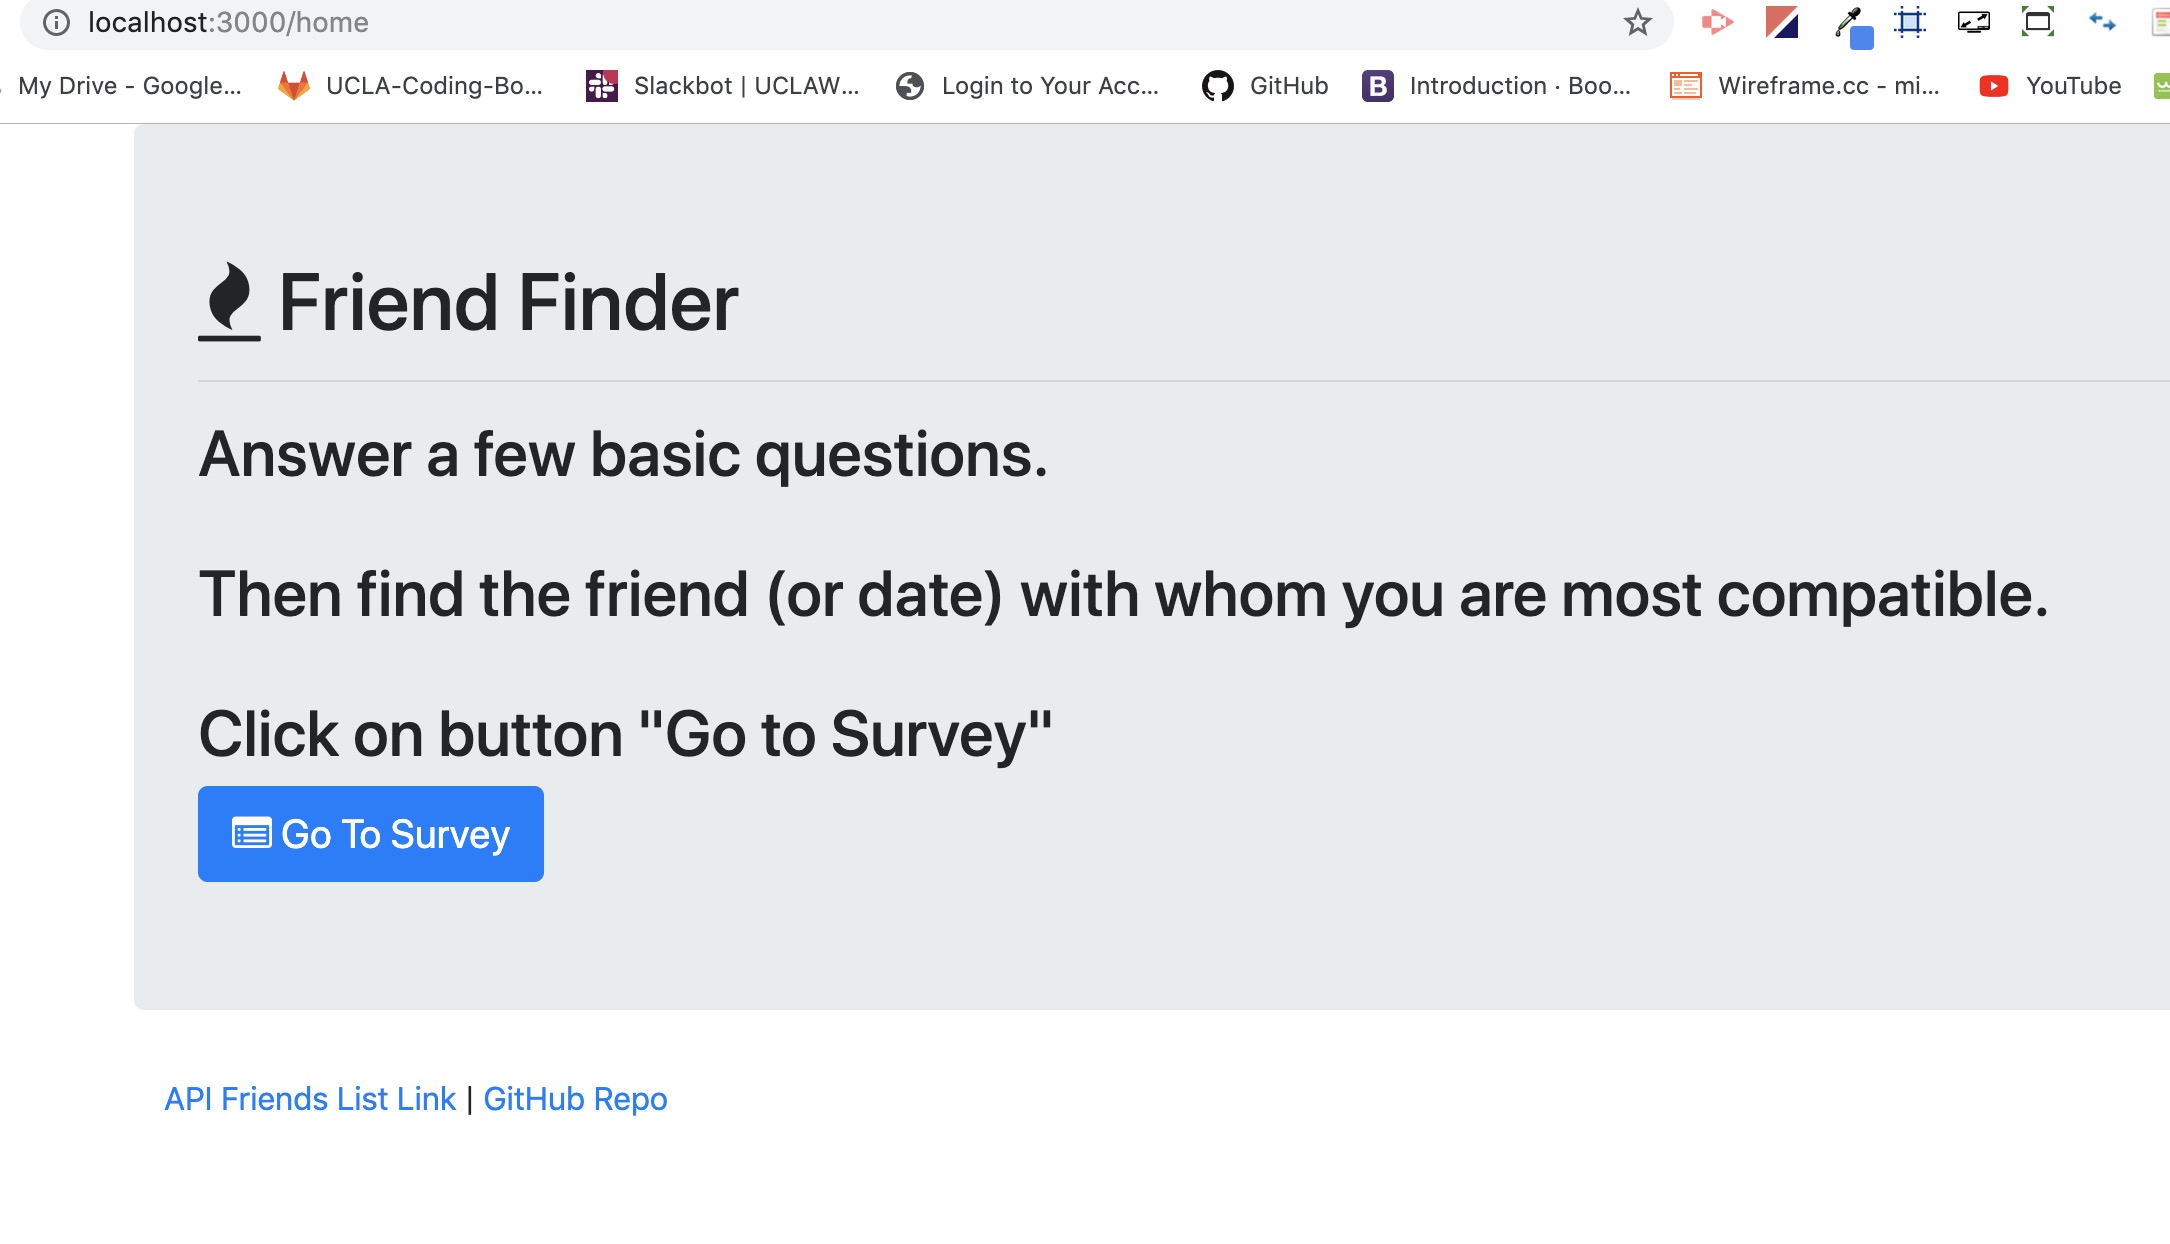 localhost:3000/home
My Drive - Google... UCLA-Coding-Bo... Slackbot | UCLAW... Login to Your Acc... GitHub B Introduction · Boo... Wireframe.cc - mi... YouTube
Friend Finder
Answer a few basic questions.
Then find the friend (or date) with whom you are most compatible.
Click on button "Go to Survey"
Go To Survey
API Friends List Link | GitHub Repo